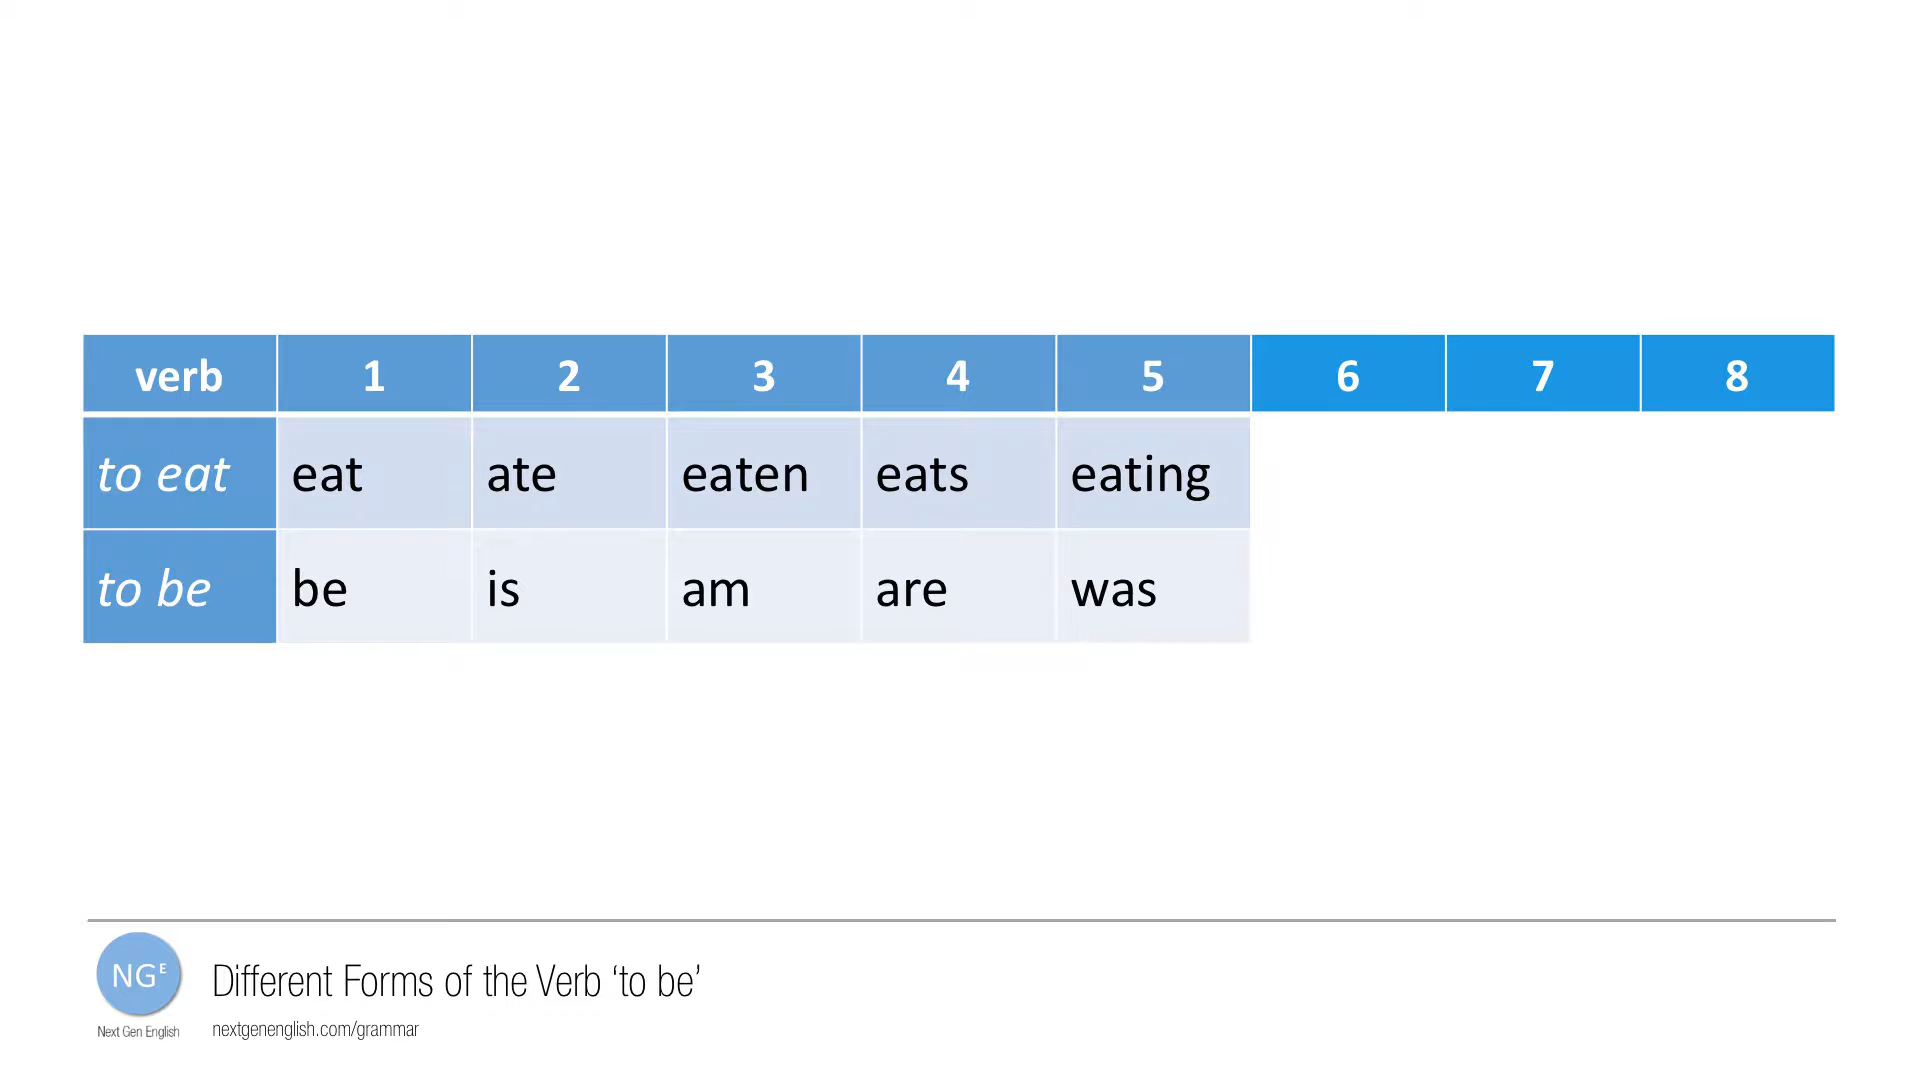 verb 1 2 3 4 5 6 7 8
to eat eat ate eaten eats eating
to be be is am are was
NGE
Next Gen English
Different Forms of the Verb ‘to be’
nextgenenglish.com/grammar